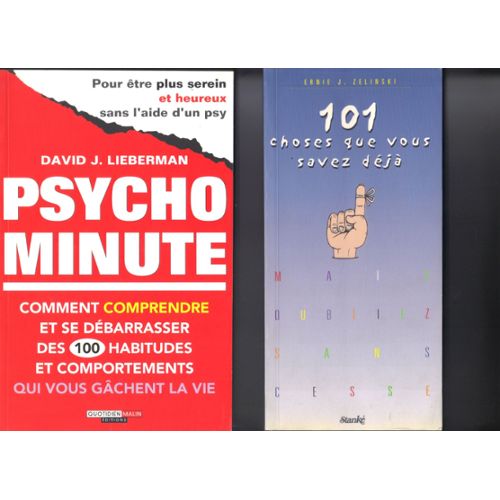 Pour être plus serein
et heureux
sans l'aide d'un psy
DAVID J. LIEBERMAN
PSYCHO
MINUTE
COMMENT COMPRENDRE
ET SE DÉBARRASSER
DES 100 HABITUDES
ET COMPORTEMENTS
QUI VOUS GÂCHENT LA VIE
QUOTIDIEN MALIN
EDITIONS
ERNIE J. ZELINSKI
101
choses que vous
savez déjà
MAIS
OUBLIEZ
SANS
CESSE
Stanké